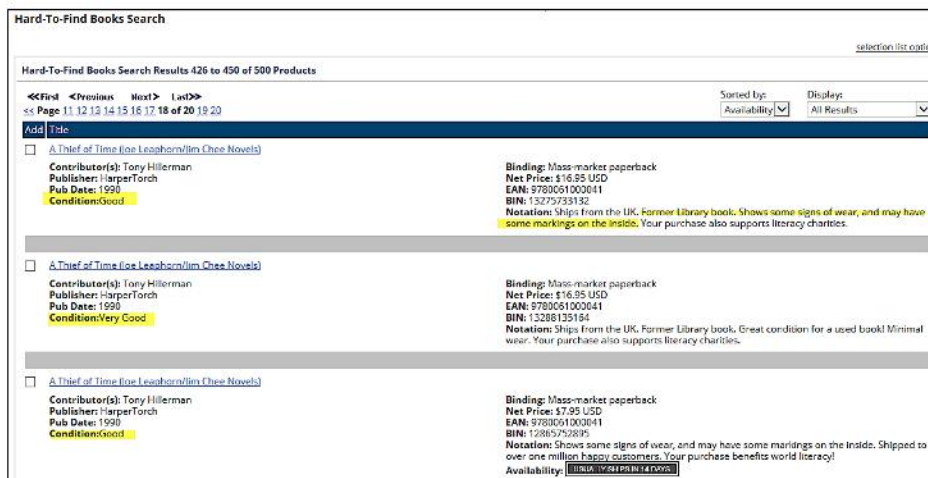 Hard-To-Find Books Search
selection list optio
Hard-To-Find Books Search Results 426 to 450 of 500 Products
≪First <Previous Next> Last≫
Sorted by: Display:
<< Page 11 12 13 14 15 16 17 18 of 20 19 20
Availability All Results
Add Title
A Thief of Time (Joe Leaphorn/Jim Chee Novels)
Contributor(s): Tony Hillerman
Publisher: HarperTorch
Pub Date: 1990
Condition:Good
Binding: Mass-market paperback
Net Price: $16.95 USD
EAN: 9780061000041
BIN: 13275733132
Notation: Ships from the UK. Former Library book. Shows some signs of wear, and may have
some markings on the inside. Your purchase also supports literacy charities.
A Thief of Time (Joe Leaphorn/Jim Chee Novels)
Contributor(s): Tony Hillerman
Publisher: HarperTorch
Pub Date: 1990
Condition:Very Good
Binding: Mass-market paperback
Net Price: $16.95 USD
EAN: 9780061000041
BIN: 13288135164
Notation: Ships from the UK. Former Library book. Great condition for a used book! Minimal
wear. Your purchase also supports literacy charities.
A Thief of Time (Joe Leaphorn/Jim Chee Novels)
Contributor(s): Tony Hillerman
Publisher: HarperTorch
Pub Date: 1990
Condition:Good
Binding: Mass-market paperback
Net Price: $7.95 USD
EAN: 9780061000041
BIN: 12865752895
Notation: Shows some signs of wear, and may have some markings on the inside. Shipped to
over one million happy customers. Your purchase benefits world literacy!
Availability: USUALLY SHIPS IN 14 DAYS